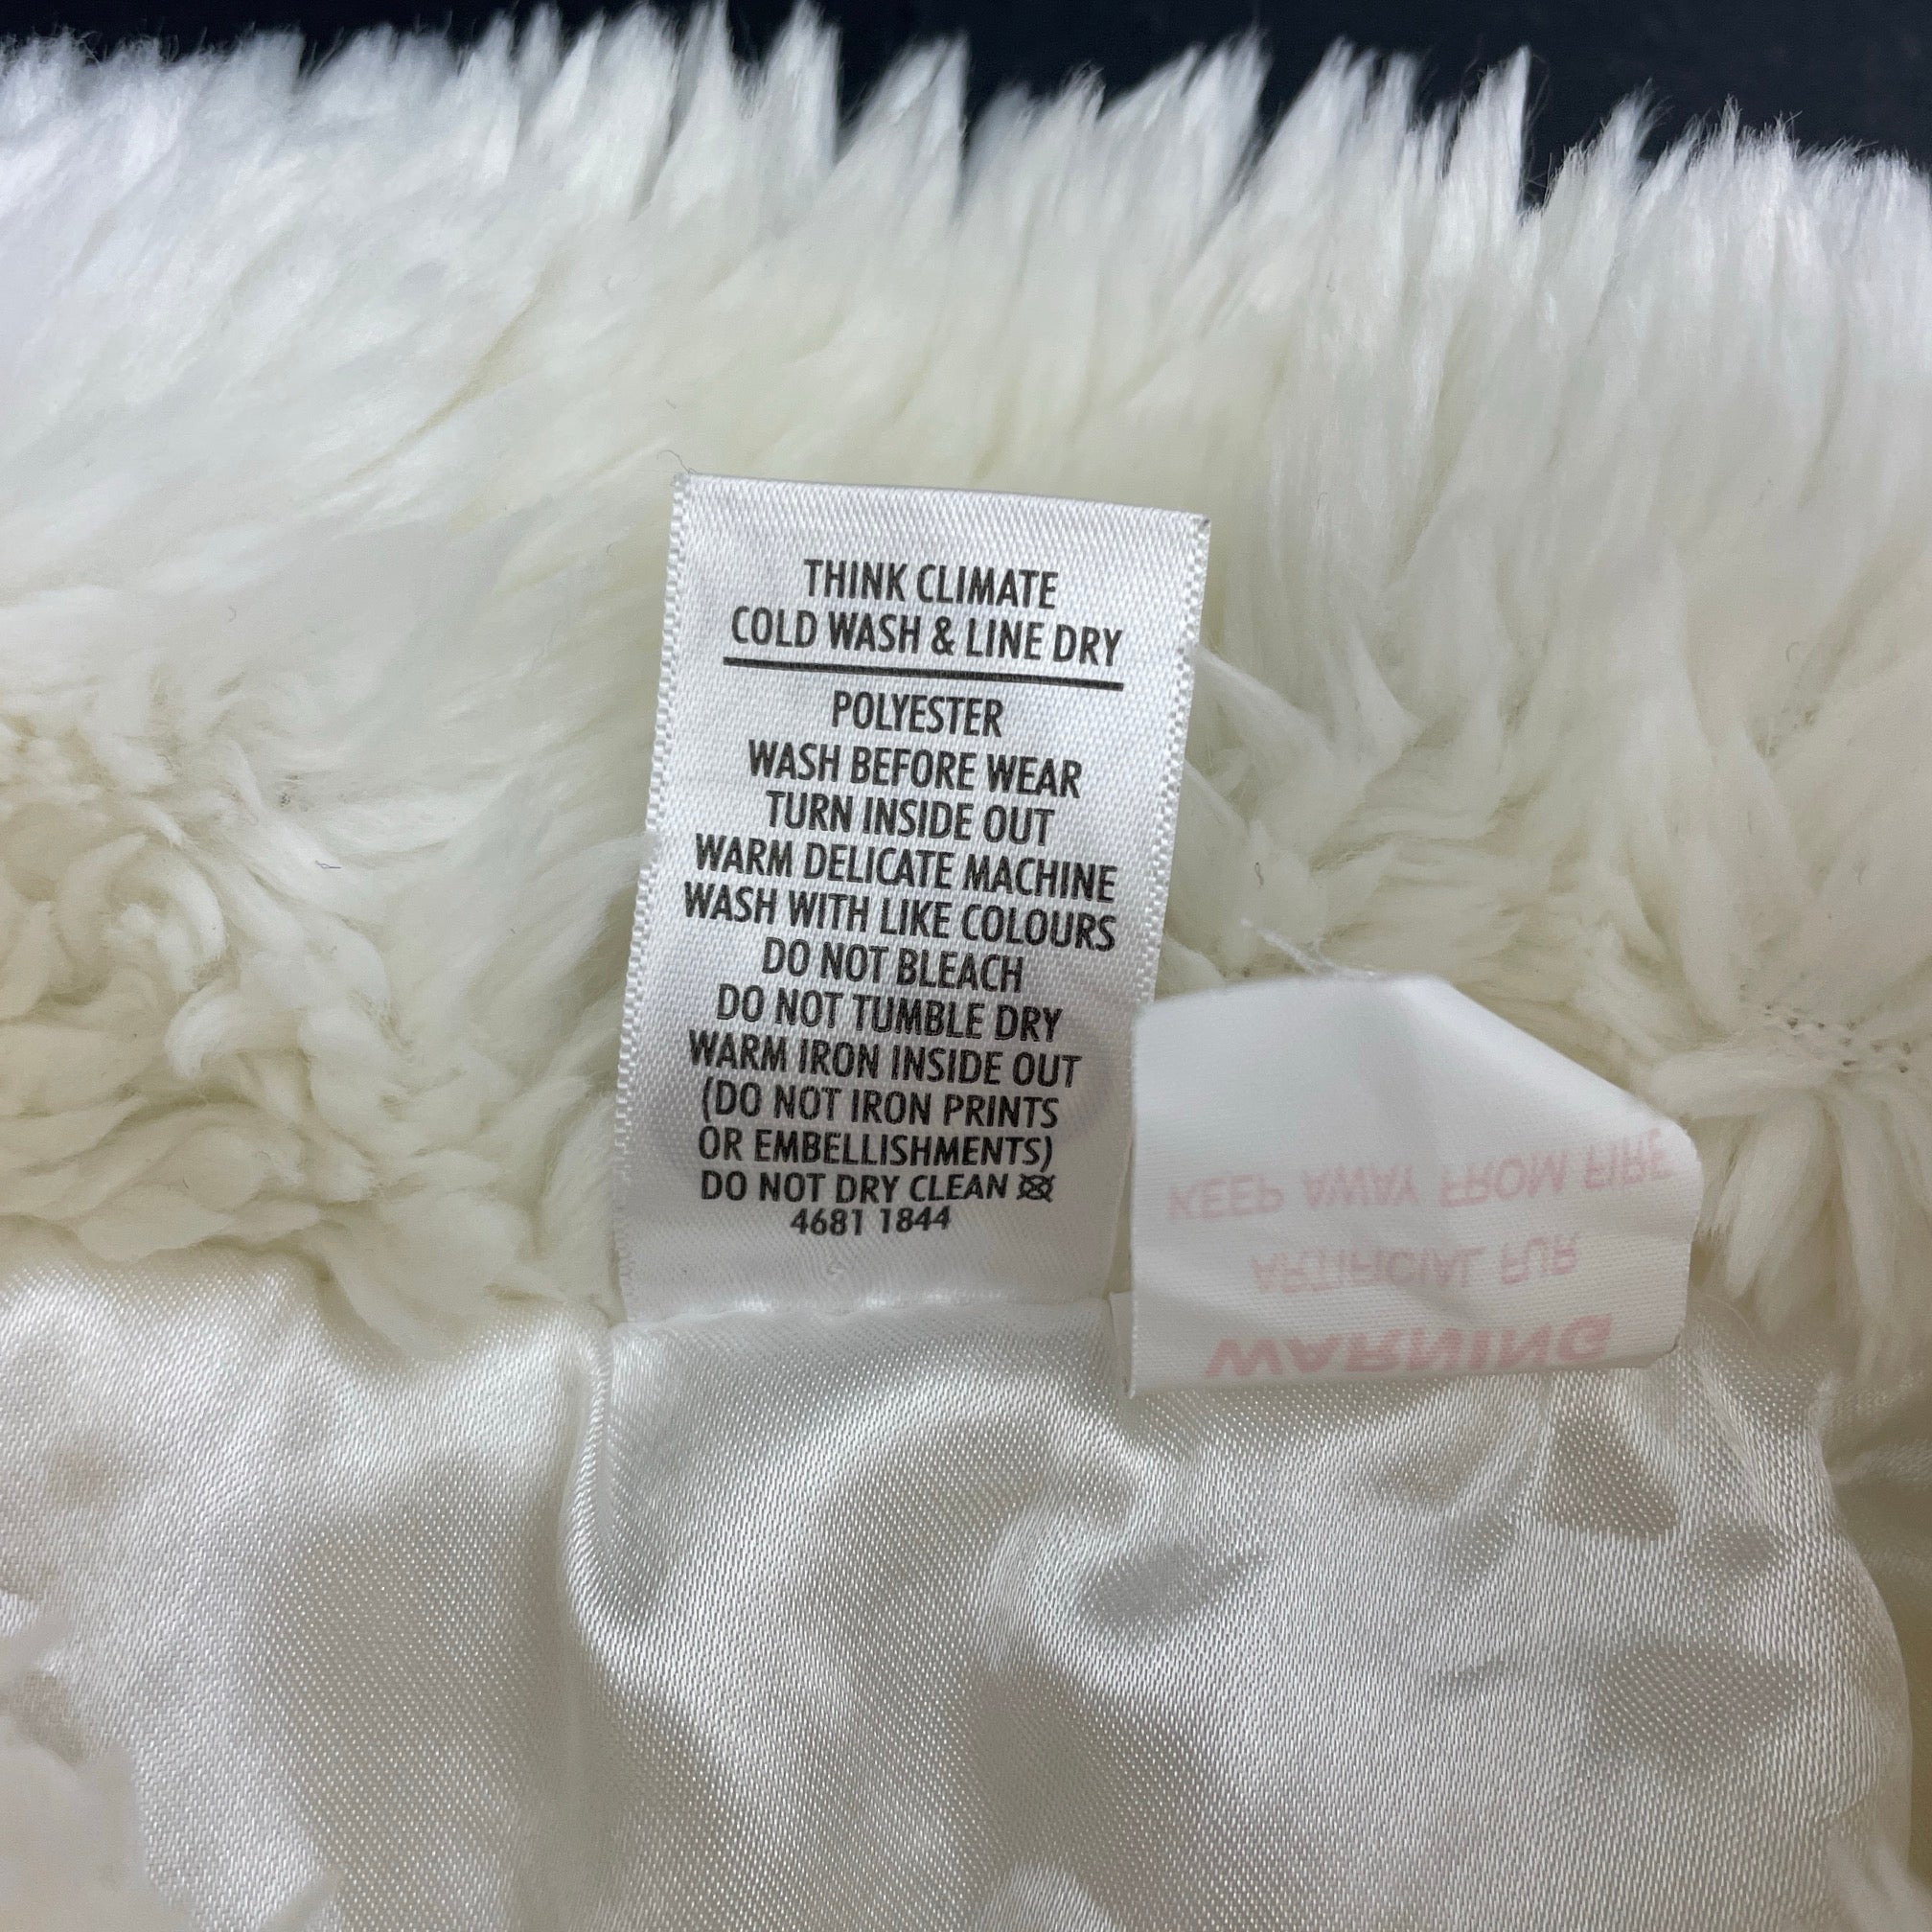 THINK CLIMATE
COLD WASH & LINE DRY
POLYESTER
WASH BEFORE WEAR
TURN INSIDE OUT
WARM DELICATE MACHINE
WASH WITH LIKE COLOURS
DO NOT BLEACH
DO NOT TUMBLE DRY
WARM IRON INSIDE OUT
(DO NOT IRON PRINTS
OR EMBELLISHMENTS)
DO NOT DRY CLEAN
4681 1844
WARNING
ARTIFICIAL FUR
KEEP AWAY FROM FIRE